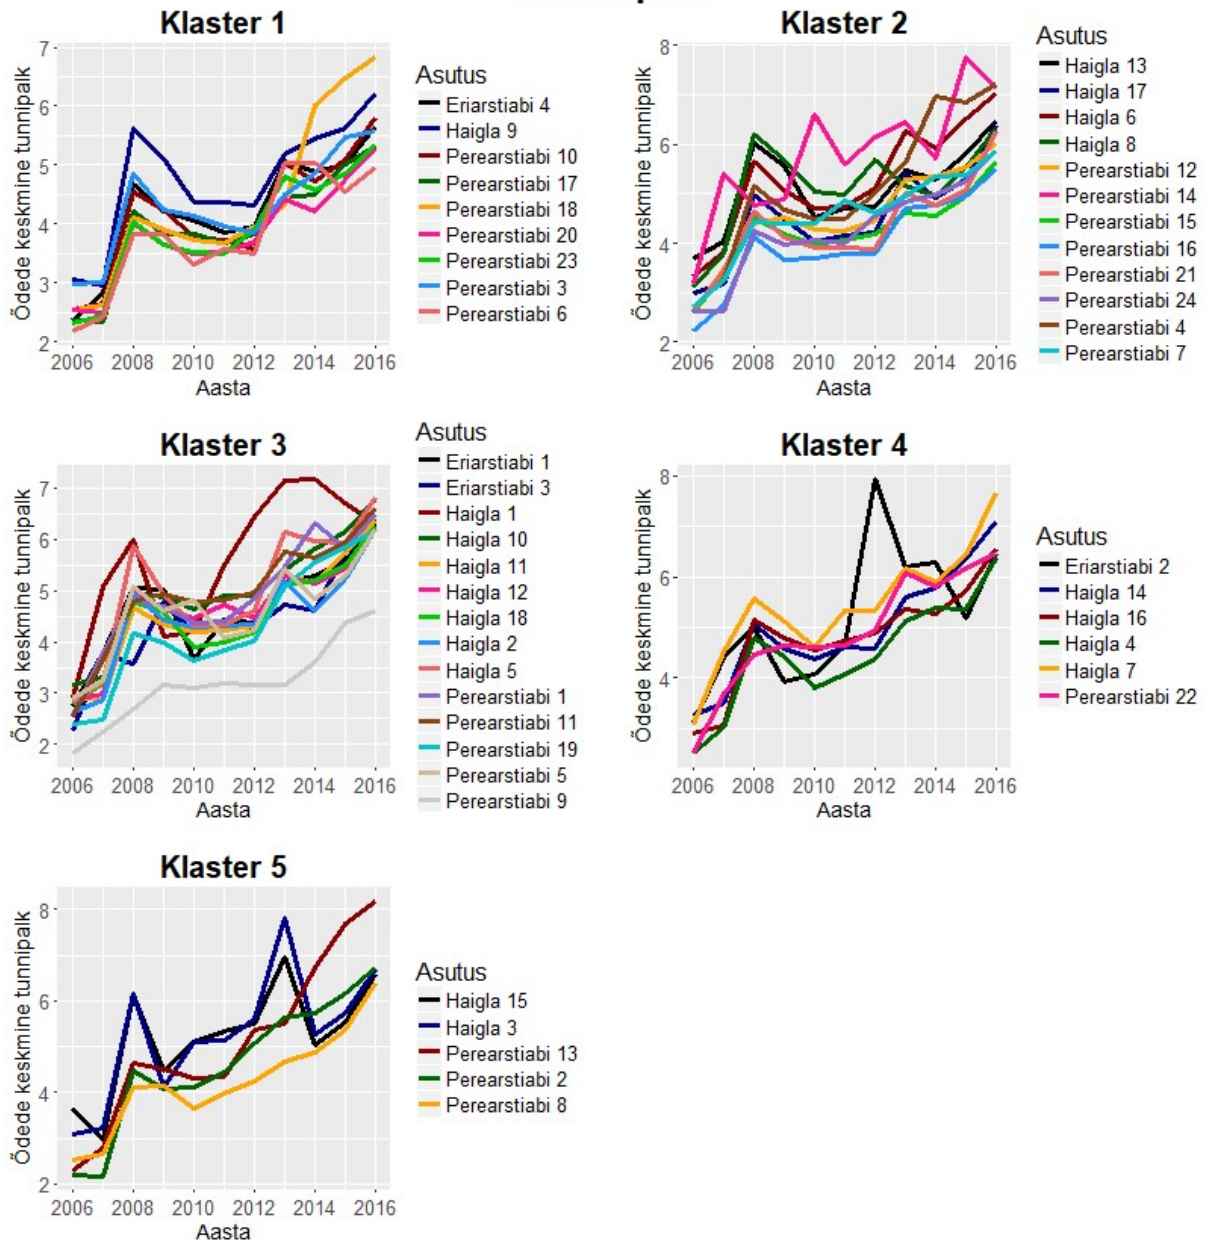 Klaster 1
Õdede keskmine tunnipalk
7
6
5
4
3
2
2006 2008 2010 2012 2014 2016
Aasta
Asutus
Eriarstiabi 4
Haigla 9
Perearstiabi 10
Perearstiabi 17
Perearstiabi 18
Perearstiabi 20
Perearstiabi 23
Perearstiabi 3
Perearstiabi 6
Klaster 2
Õdede keskmine tunnipalk
8
6
4
2
2006 2008 2010 2012 2014 2016
Aasta
Asutus
Haigla 13
Haigla 17
Haigla 6
Haigla 8
Perearstiabi 12
Perearstiabi 14
Perearstiabi 15
Perearstiabi 16
Perearstiabi 21
Perearstiabi 24
Perearstiabi 4
Perearstiabi 7
Klaster 3
Õdede keskmine tunnipalk
7
6
5
4
3
2
2006 2008 2010 2012 2014 2016
Aasta
Asutus
Eriarstiabi 1
Eriarstiabi 3
Haigla 1
Haigla 10
Haigla 11
Haigla 12
Haigla 18
Haigla 2
Haigla 5
Perearstiabi 1
Perearstiabi 11
Perearstiabi 19
Perearstiabi 5
Perearstiabi 9
Klaster 4
Õdede keskmine tunnipalk
8
6
4
2006 2008 2010 2012 2014 2016
Aasta
Asutus
Eriarstiabi 2
Haigla 14
Haigla 16
Haigla 4
Haigla 7
Perearstiabi 22
Klaster 5
Õdede keskmine tunnipalk
8
6
4
2
2006 2008 2010 2012 2014 2016
Aasta
Asutus
Haigla 15
Haigla 3
Perearstiabi 13
Perearstiabi 2
Perearstiabi 8